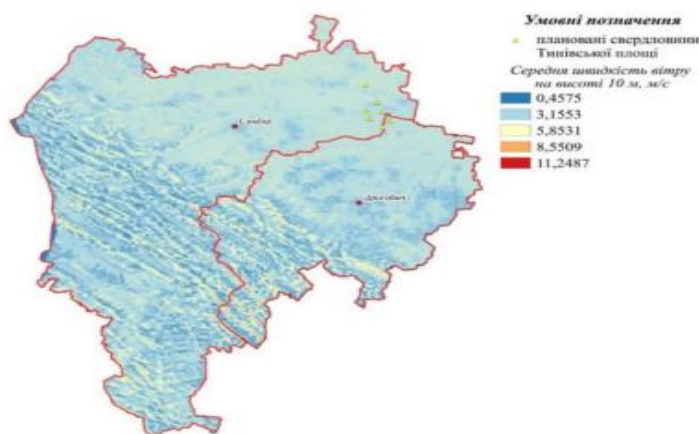 Умовні позначення
плановані свердловини
Тинівської площі
Середня швидкість вітру
на висоті 10 м, м/с
0,4575
3,1553
5,8531
8,5509
11,2487
Самбір
Дрогобич